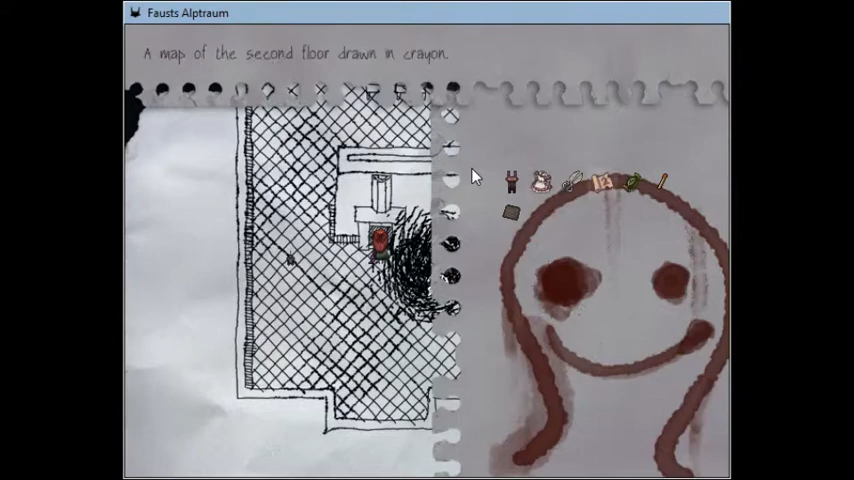 Fausts Alptraum
A map of the second floor drawn in crayon.